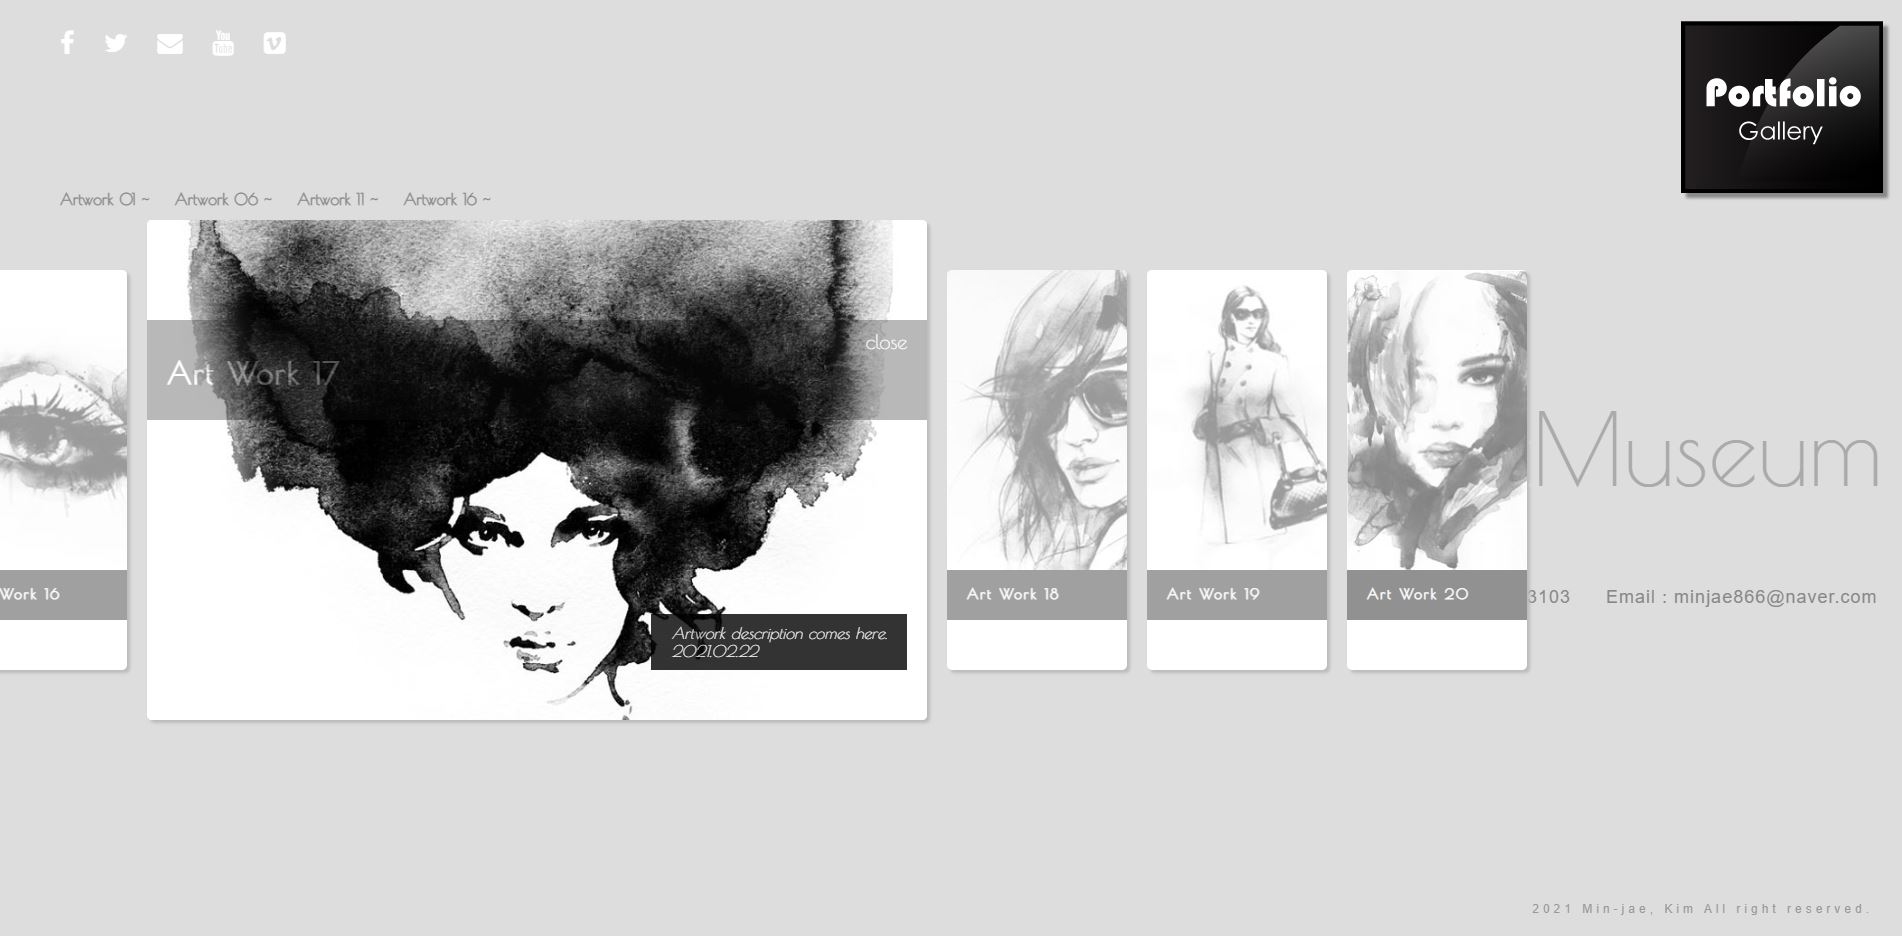 You
Tube
Portfolio
Gallery
Artwork 01 ~
Artwork 06 ~
Artwork 11 ~
Artwork 16 ~
close
Art Work 17
Museum
Work 16
Art Work 18
Art Work 19
Art Work 20
3103
Email : minjae866@naver.com
Artwork description comes here.
2021.02.22
2021 Min-jae, Kim All right reserved.